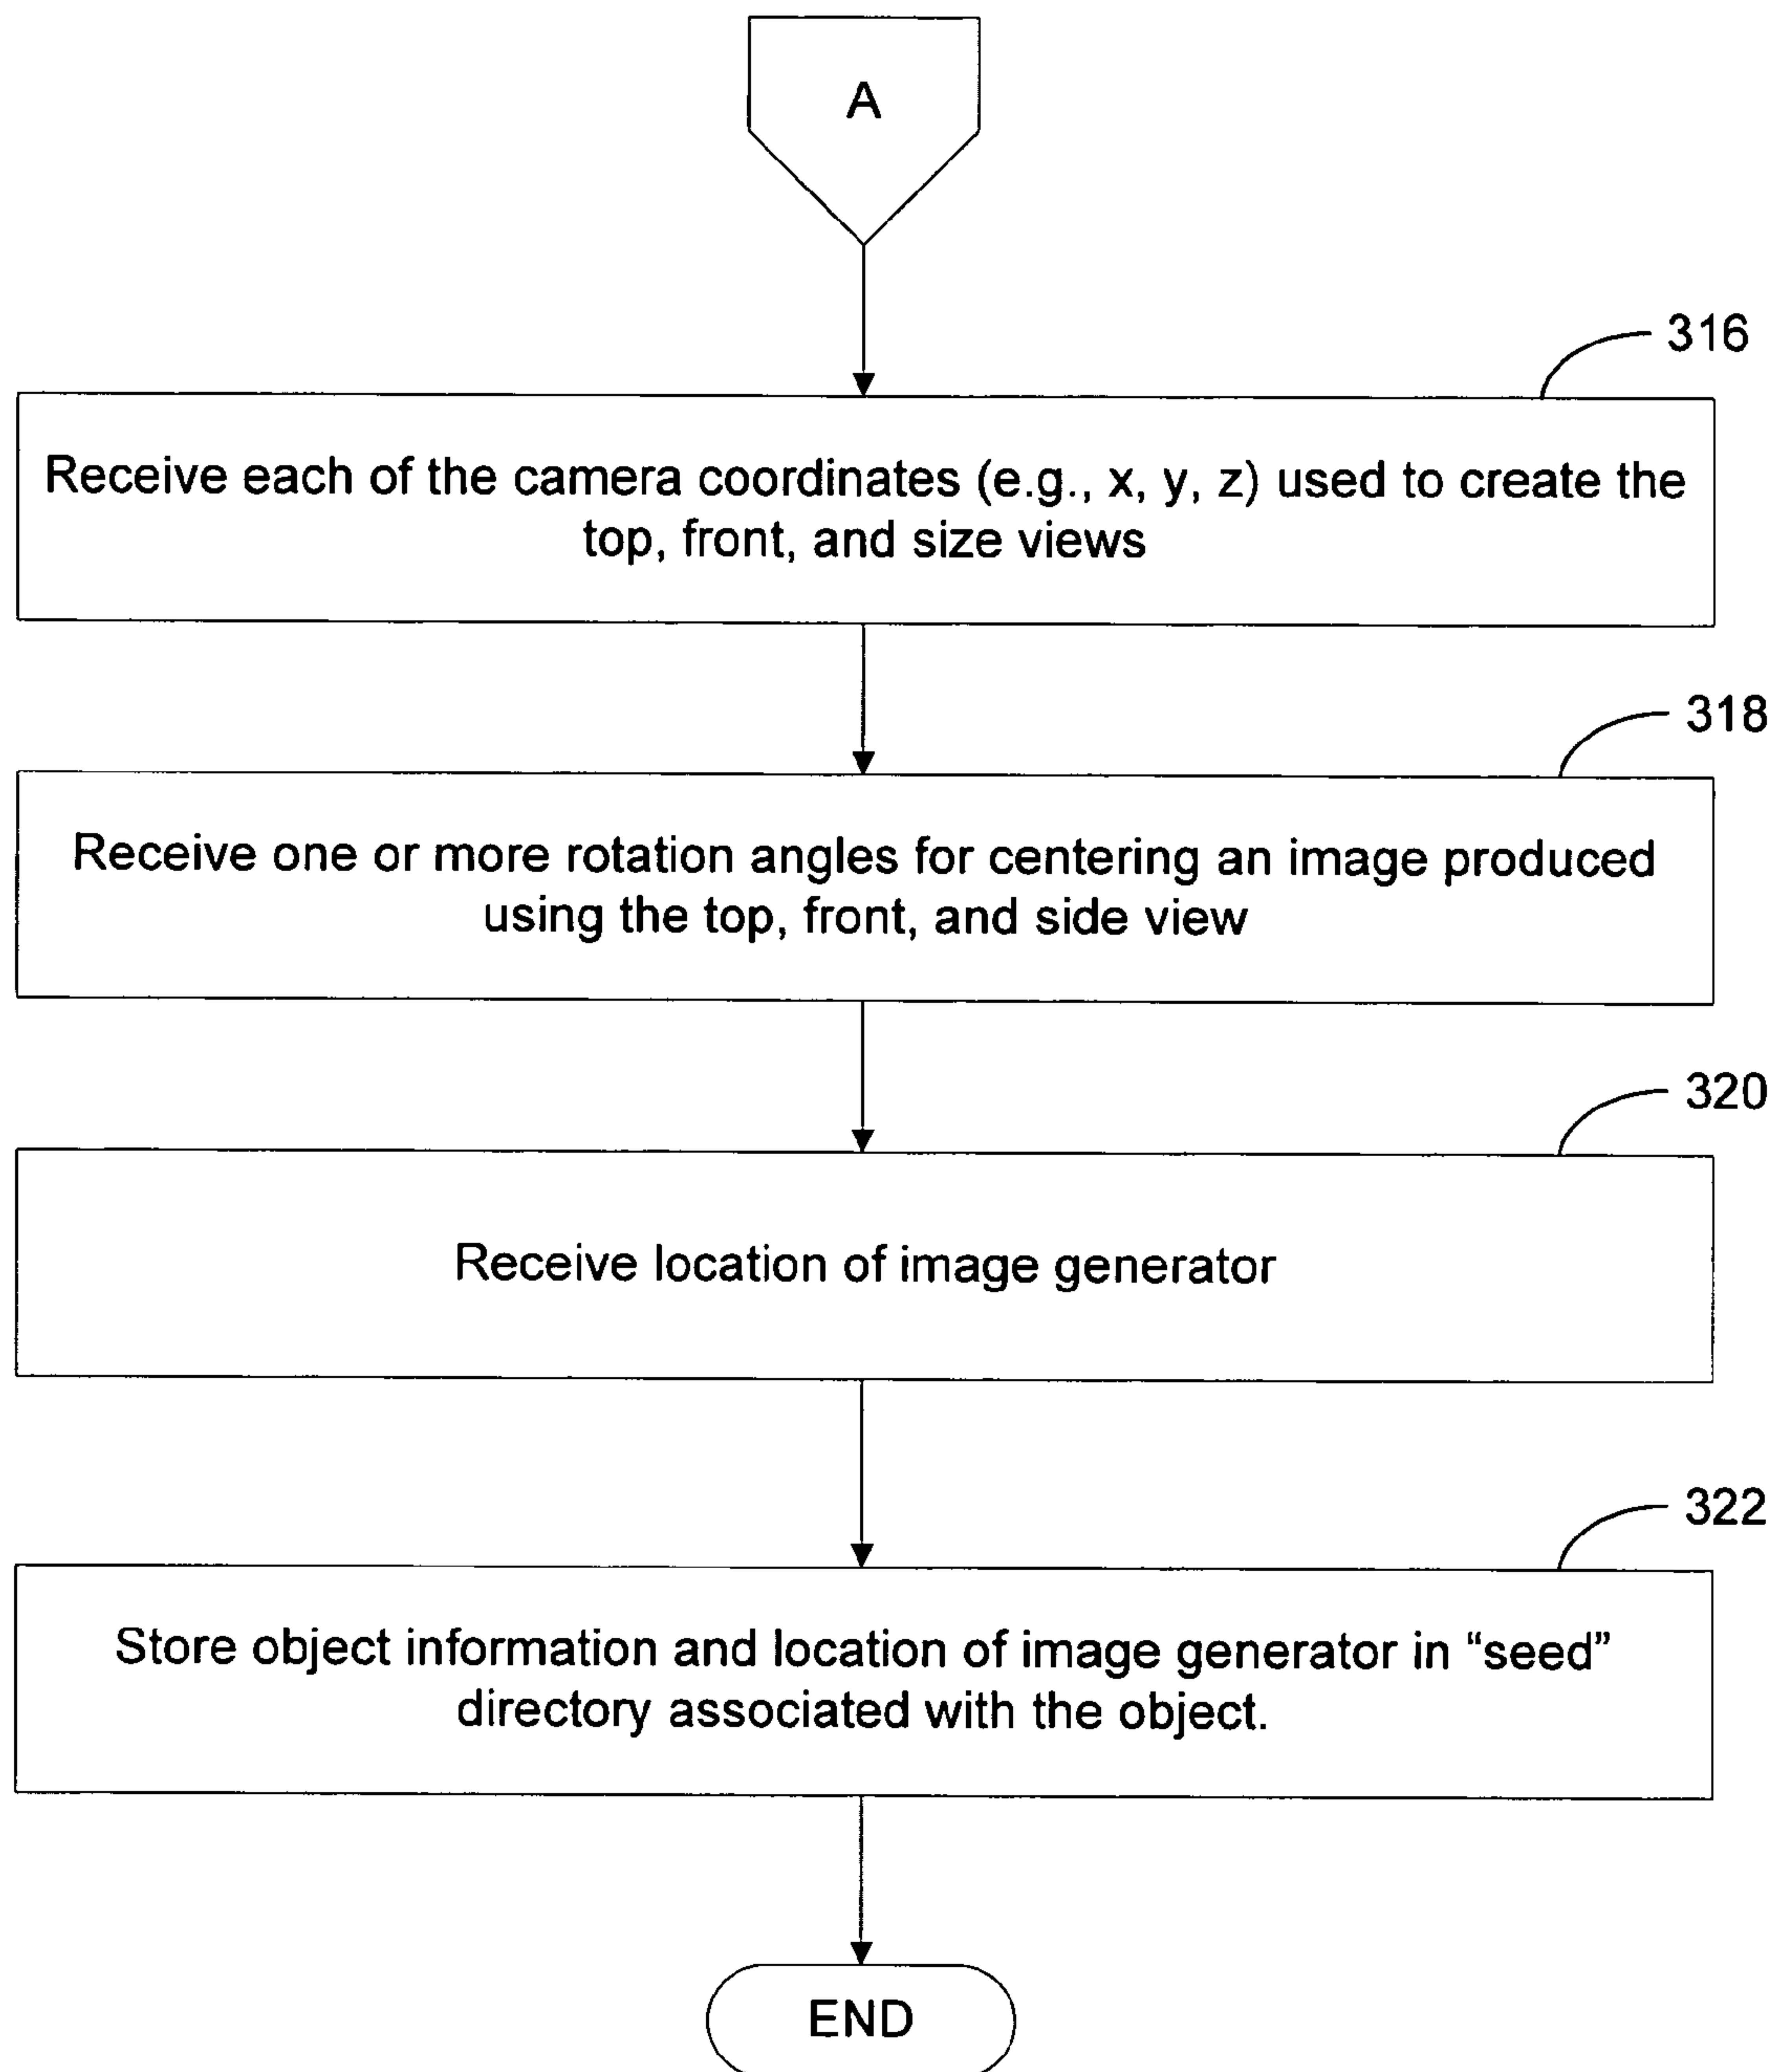 A
316
Receive each of the camera coordinates (e.g., x, y, z) used to create the
top, front, and size views
318
Receive one or more rotation angles for centering an image produced
using the top, front, and side view
320
Receive location of image generator
322
Store object information and location of image generator in “seed”
directory associated with the object.
END